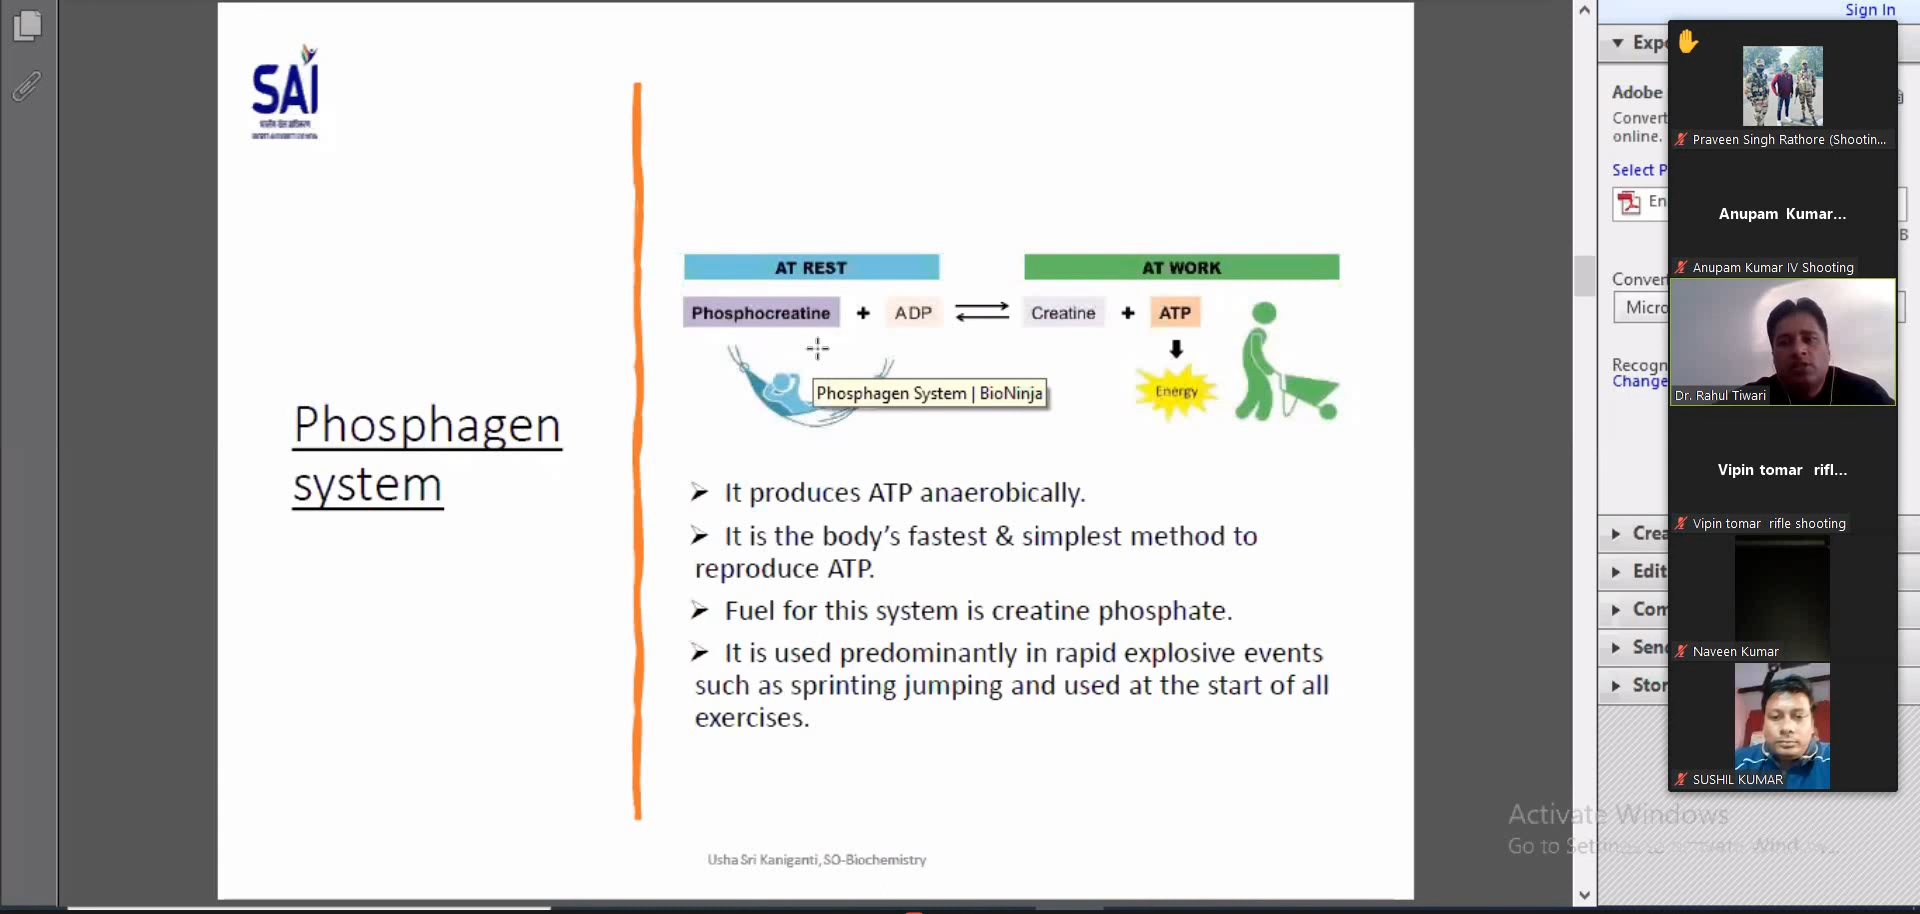 SAI
Phosphagen
system
AT REST
AT WORK
Phosphocreatine + ADP
Creatine + ATP
Energy
Phosphagen System | BioNinja
➢ It produces ATP anaerobically.
➢ It is the body's fastest & simplest method to
reproduce ATP.
➢ Fuel for this system is creatine phosphate.
➢ It is used predominantly in rapid explosive events
such as sprinting jumping and used at the start of all
exercises.
Usha Sri Kaniganti, SO-Biochemistry
Sign In
Adobe
Convert
online.
Select P
Conver
Micro
Recogn
Change
Edit
Praveen Singh Rathore (Shootin...
Anupam Kumar...
Anupam Kumar IV Shooting
Dr. Rahul Tiwari
Vipin tomar rifl...
Vipin tomar rifle shooting
Naveen Kumar
SUSHIL KUMAR
Activate Windows
Go to Settings to activate